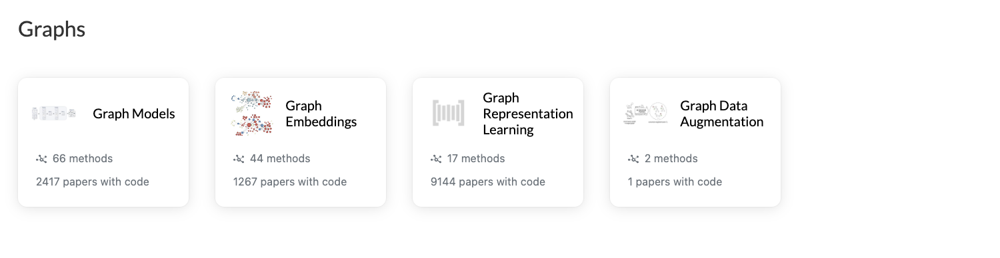 Graphs
Graph Models
66 methods
2417 papers with code
Graph
Embeddings
44 methods
1267 papers with code
Graph
Representation
Learning
17 methods
9144 papers with code
Graph Data
Augmentation
2 methods
1 papers with code